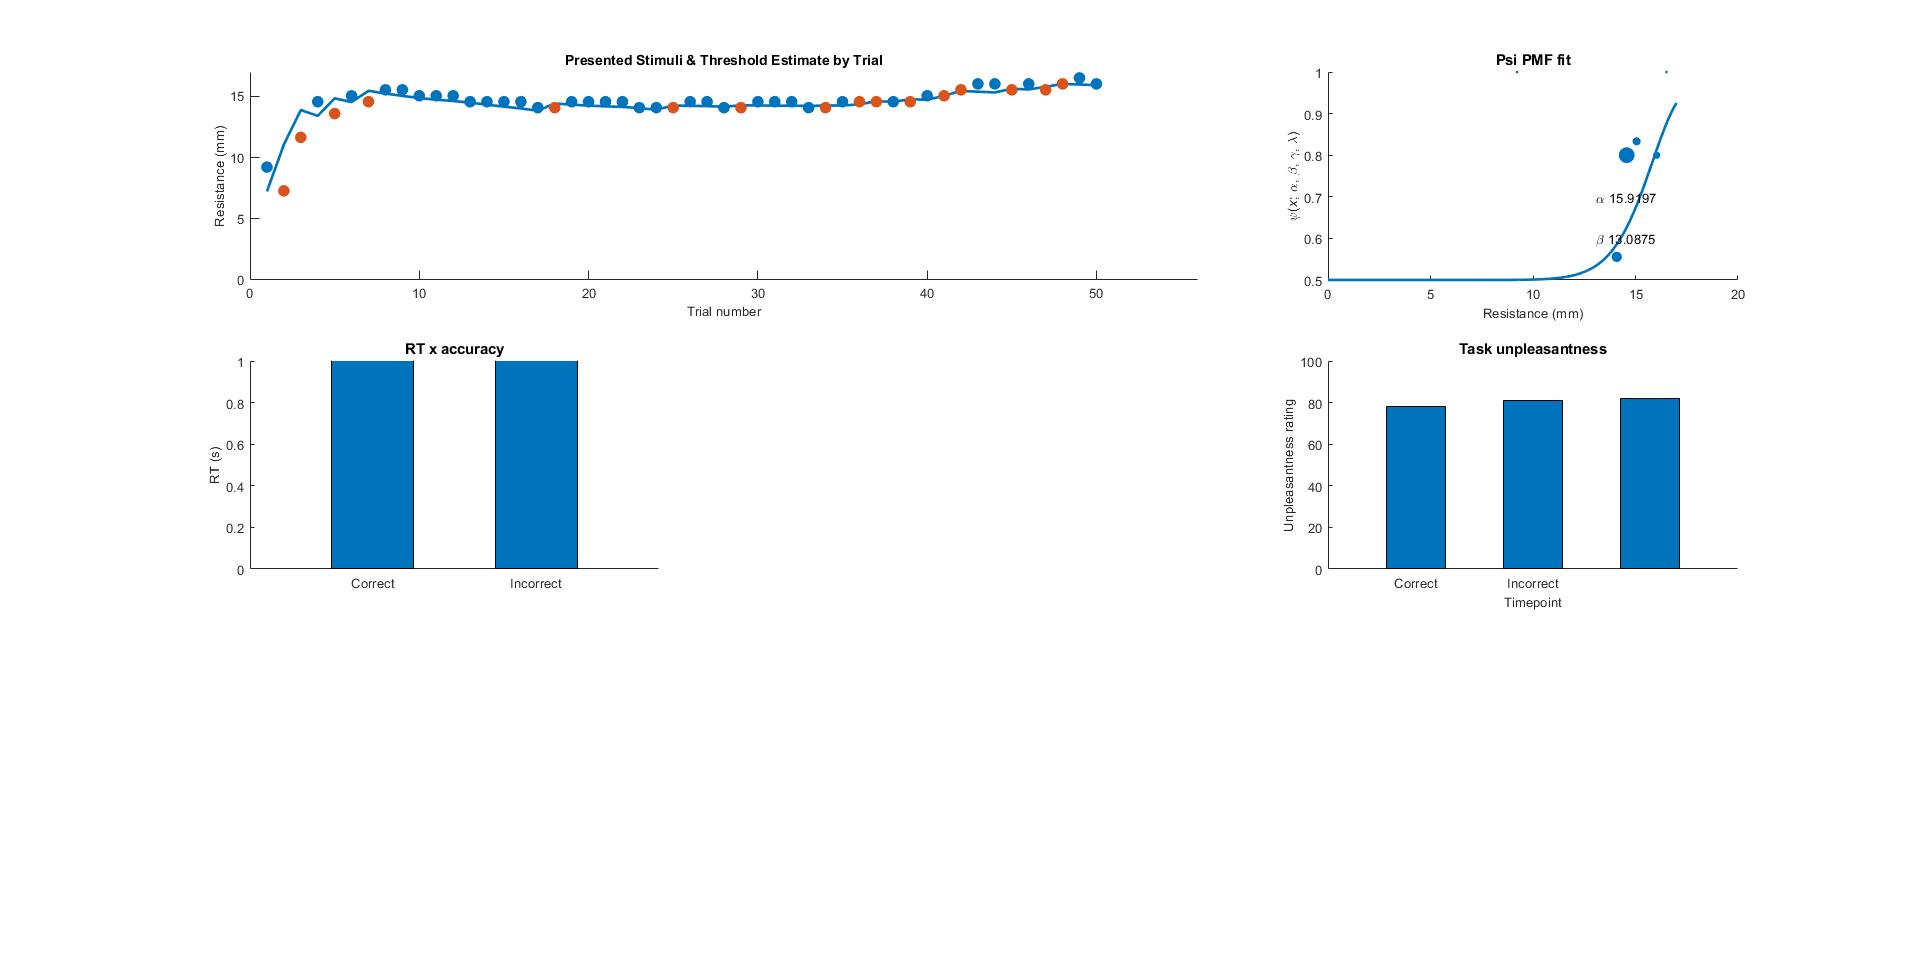 Presented Stimuli & Threshold Estimate by Trial
15
10
5
0
Resistance (mm)
0 10 20 30 40 50
Trial number
Psi PMF fit
1
0.9
0.8
0.7
0.6
0.5
ψ(x; α, β, γ, λ)
α 15.9197
β 13.0875
0 5 10 15 20
Resistance (mm)
RT x accuracy
1
0.8
0.6
0.4
0.2
0
RT (s)
Correct Incorrect
Task unpleasantness
100
80
60
40
20
0
Unpleasantness rating
Correct Incorrect
Timepoint